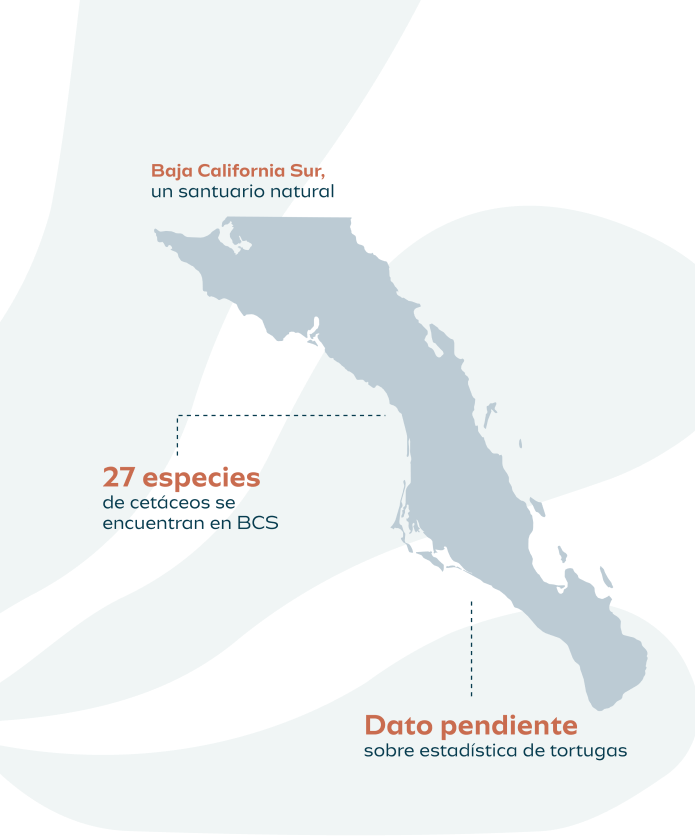 Baja California Sur,
un santuario natural
27 especies
de cetáceos se
encuentran en BCS
Dato pendiente
sobre estadística de tortugas